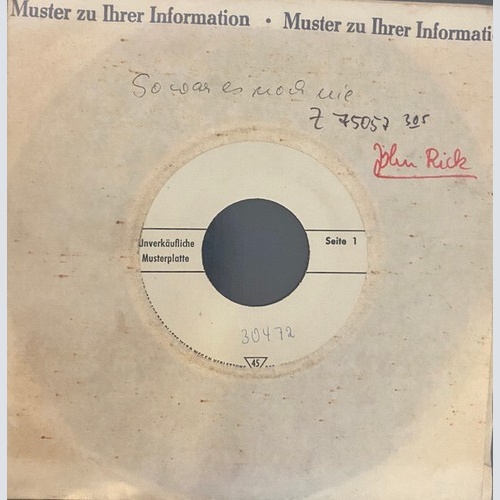 Muster zu Ihrer Information • Muster zu Ihrer Informati
So war es noch nie
Z 75057 305
John Rick
Unverkäufliche
Musterplatte
Seite 1
30472
45